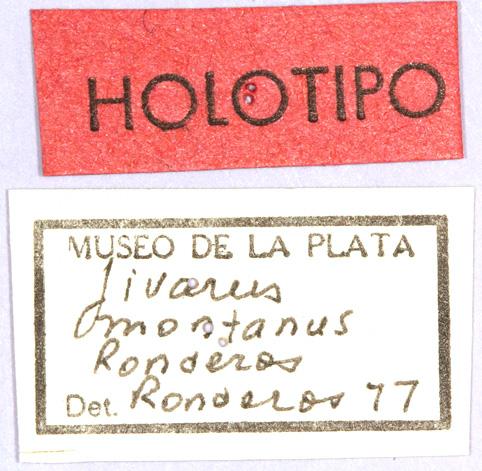 HOLOTIPO
MUSEO DE LA PLATA
Jivarus
montanus
Ronderos
Det. Ronderos 77